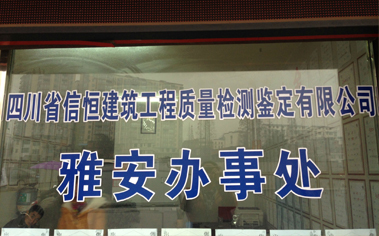 四川省信恒建筑工程质量检测鉴定有限公司
雅安办事处